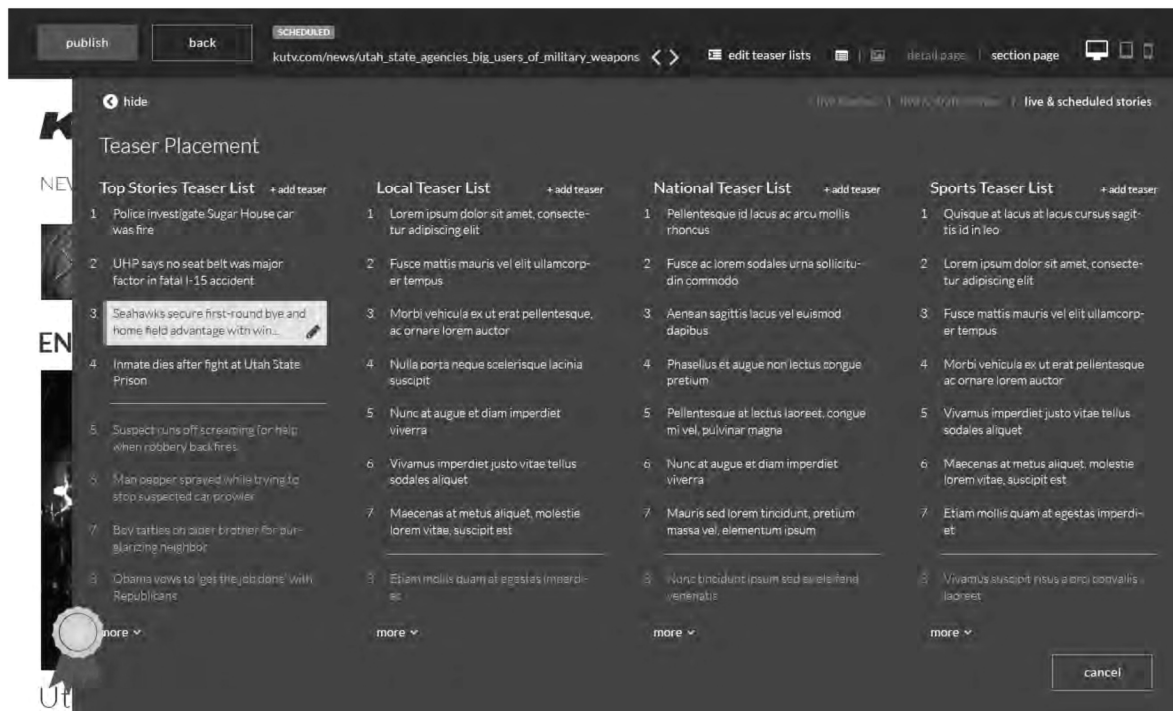 publish
back
SCHEDULED
kutv.com/news/utah_state_agencies_big_users_of_military_weapons
edit teaser lists
detail page | section page
hide
live & scheduled stories
K
NEV
EN
Ut
Teaser Placement
Top Stories Teaser List + add teaser
1 Police investigate Sugar House car
was fire
2 UHP says no seat belt was major
factor in fatal I-15 accident
3 Seahawks secure first-round bye and
home field advantage with win...
4 Inmate dies after fight at Utah State
Prison
5 Suspect runs off screaming for help
when robbery backfires
6 Man pepper sprayed while trying to
stop suspected car prowler
7 Boy tattles on older brother for bur-
glarizing neighbor
8 Obama vows to 'get the job done' with
Republicans
more
Local Teaser List + add teaser
1 Lorem ipsum dolor sit amet, consecte-
tur adipiscing elit
2 Fusce mattis mauris vel elit ullamcorp-
er tempus
3 Morbi vehicula ex ut erat pellentesque,
ac ornare lorem auctor
4 Nulla porta neque scelerisque lacinia
suscipit
5 Nunc at augue et diam imperdiet
viverra
6 Vivamus imperdiet justo vitae tellus
sodales aliquet
7 Maecenas at metus aliquet, molestie
lorem vitae, suscipit est
8 Etiam mollis quam at egestas imperdi-
ac
more
National Teaser List + add teaser
1 Pellentesque id lacus ac arcu mollis
rhoncus
2 Fusce ac lorem sodales urna sollicitu-
din commodo
3 Aenean sagittis lacus vel euismod
dapibus
4 Phasellus et augue non lectus congue
pretium
5 Pellentesque at lectus laoreet, congue
mi vel, pulvinar magna
6 Nunc at augue et diam imperdiet
viverra
7 Mauris sed lorem tincidunt, pretium
massa vel, elementum ipsum
8 Nunc tincidunt ipsum sed ex eleifend
venenatis
more
Sports Teaser List + add teaser
1 Quisque at lacus at lacus cursus sagit-
tis id in leo
2 Lorem ipsum dolor sit amet, consecte-
tur adipiscing elit
3 Fusce mattis mauris vel elit ullamcorp-
er tempus
4 Morbi vehicula ex ut erat pellentesque
ac ornare lorem auctor
5 Vivamus imperdiet justo vitae tellus
sodales aliquet
6 Maecenas at metus aliquet, molestie
lorem vitae, suscipit est
7 Etiam mollis quam at egestas imperdi-
et
8 Vivamus suscipit risus a orci convallis
laoreet
more
cancel